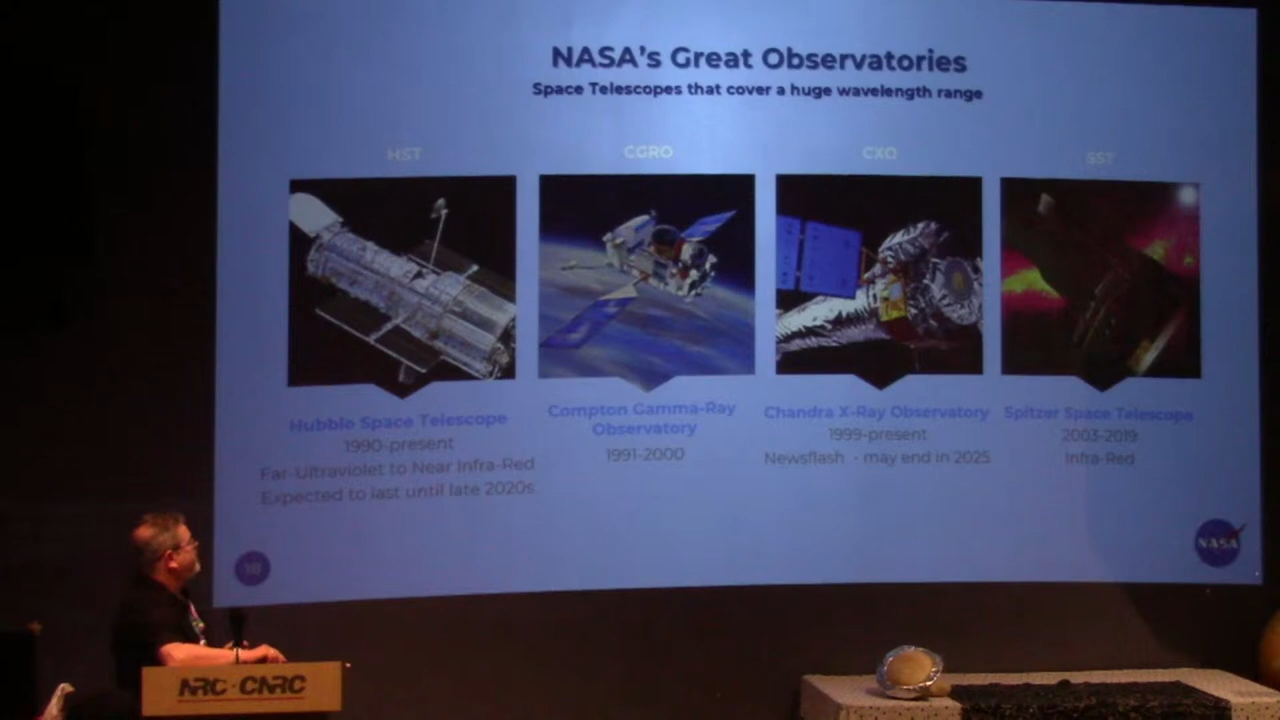 NASA's Great Observatories
Space Telescopes that cover a huge wavelength range
HST
CGRO
CXO
SST
Hubble Space Telescope
1990-present
Far-Ultraviolet to Near Infra-Red
Expected to last until late 2020s
Compton Gamma-Ray
Observatory
1991-2000
Chandra X-Ray Observatory
1999-present
Newsflash - may end in 2025
Spitzer Space Telescope
2003-2019
Infra-Red
18
NASA
NRC · CNRC